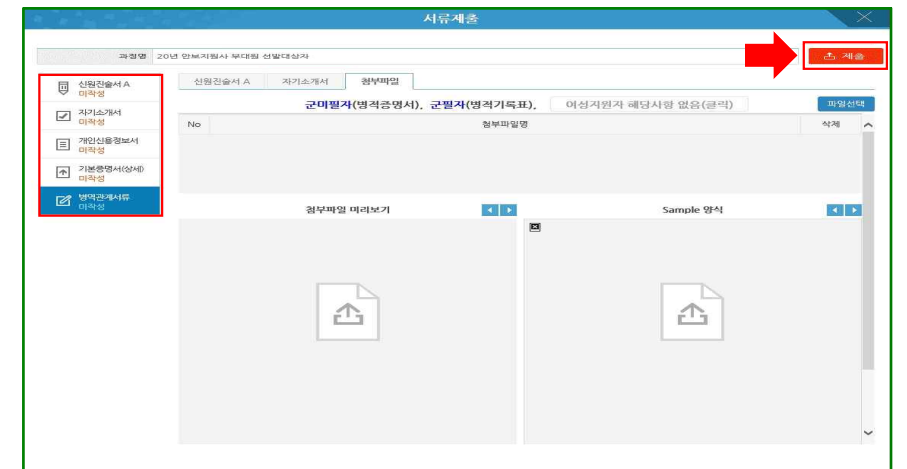 서류제출
과정명 20년 안보지원사 부대원 선발대상자
제출
신원진술서 A
미작성
자기소개서
미작성
개인신용정보서
미작성
기본증명서(상세)
미작성
병역관계서류
미작성
신원진술서 A 자기소개서 첨부파일
군미필자(병적증명서), 군필자(병적기록표), 여성지원자 해당사항 없음(클릭) 파일선택
No 첨부파일명 삭제
첨부파일 미리보기
Sample 양식